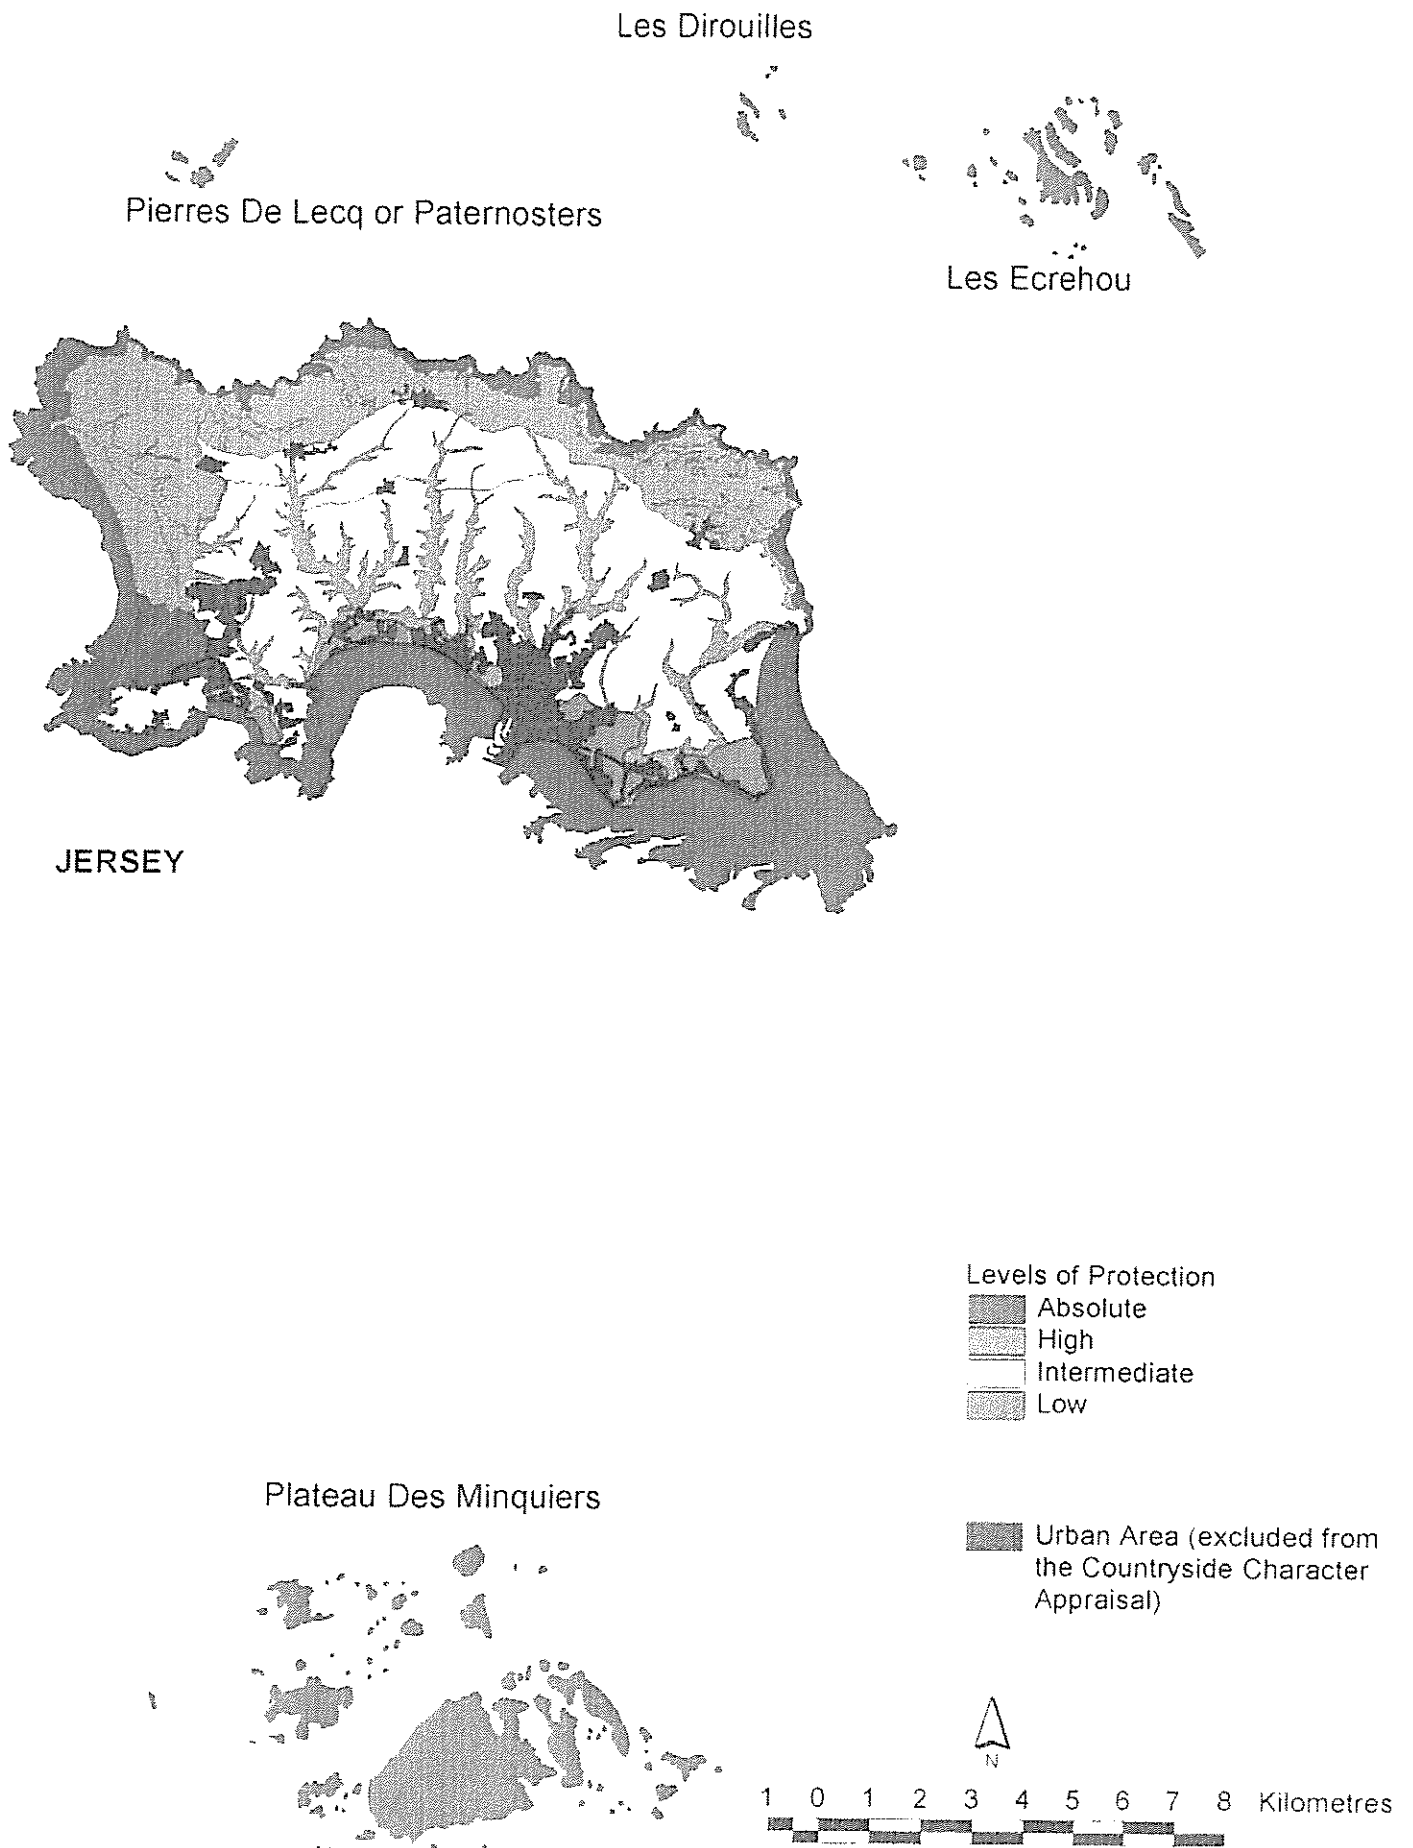 Les Dirouilles
Pierres De Lecq or Paternosters
Les Ecrehou
JERSEY
Levels of Protection
Absolute
High
Intermediate
Low
Plateau Des Minquiers
Urban Area (excluded from
the Countryside Character
Appraisal)
N
1 0 1 2 3 4 5 6 7 8 Kilometres